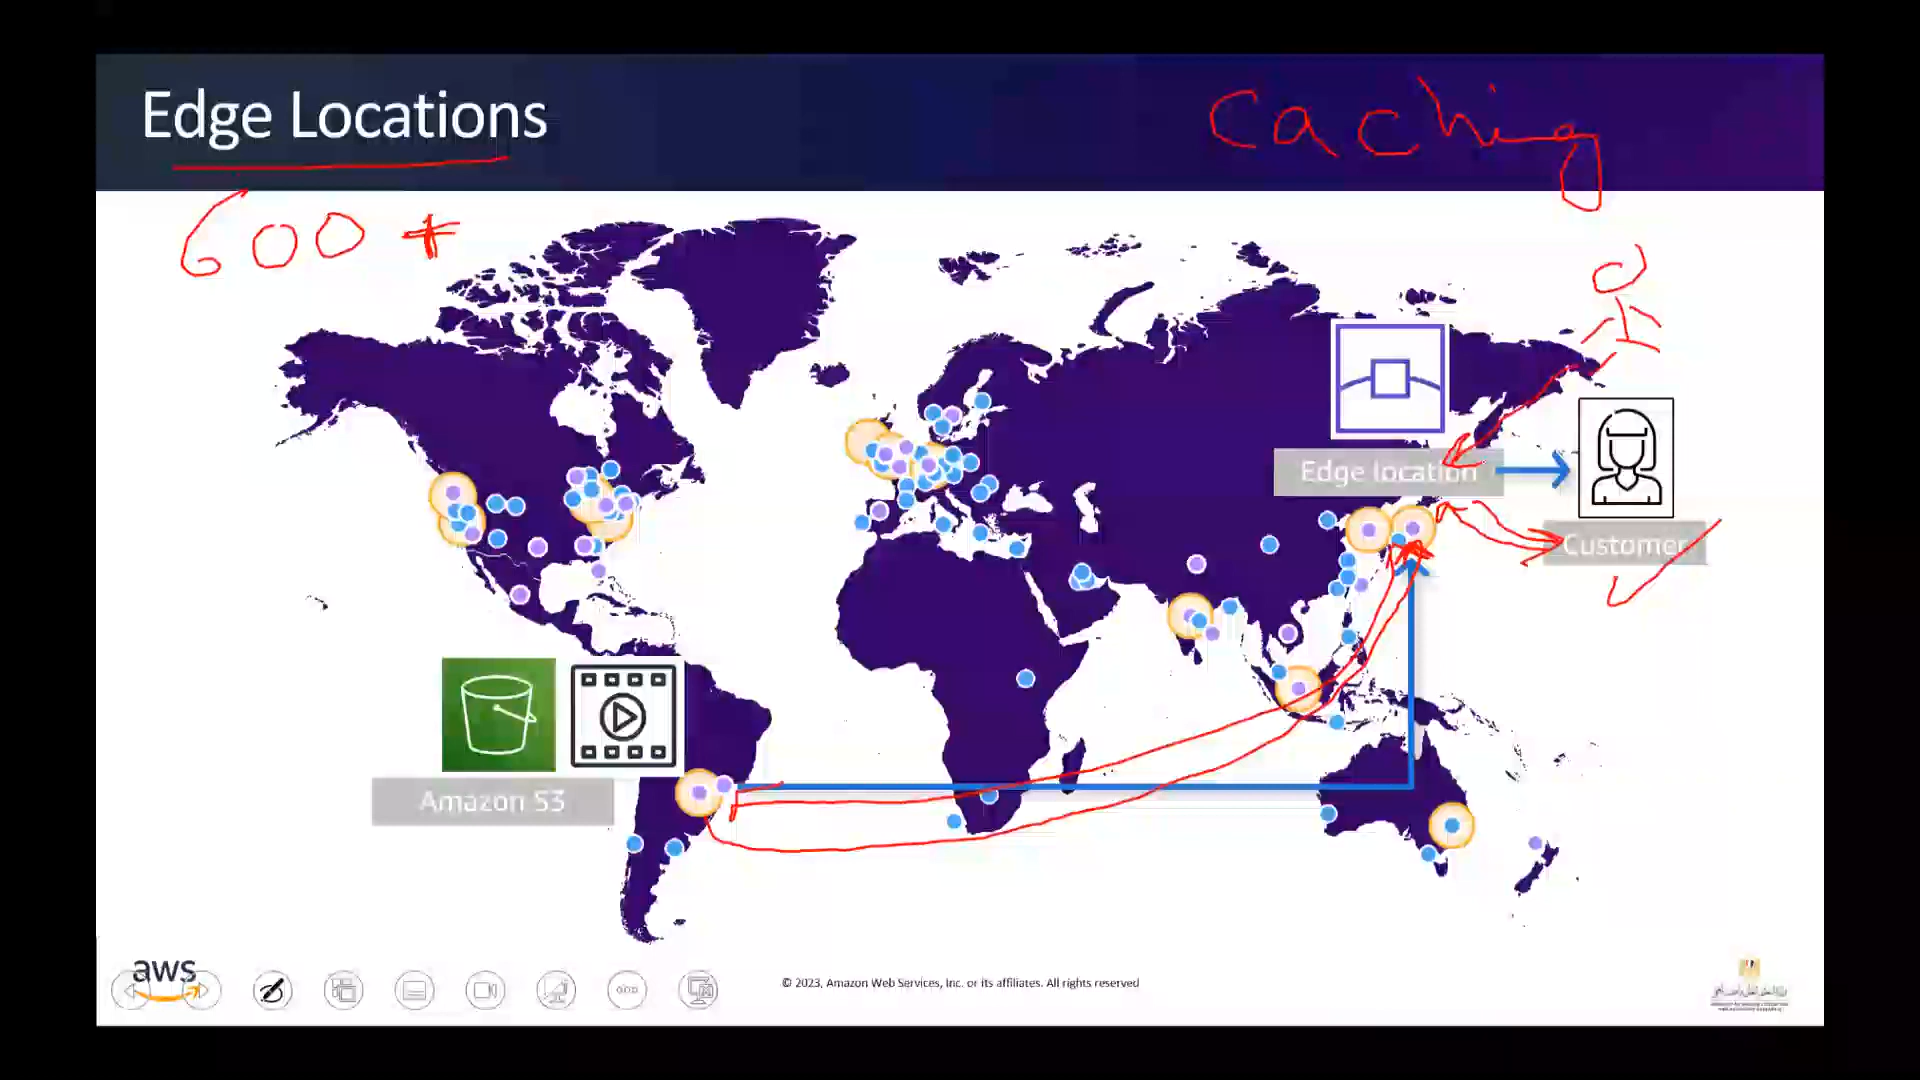 Edge Locations
caching
600 +
Edge location
Customer
Amazon S3
aws
© 2023, Amazon Web Services, Inc. or its affiliates. All rights reserved